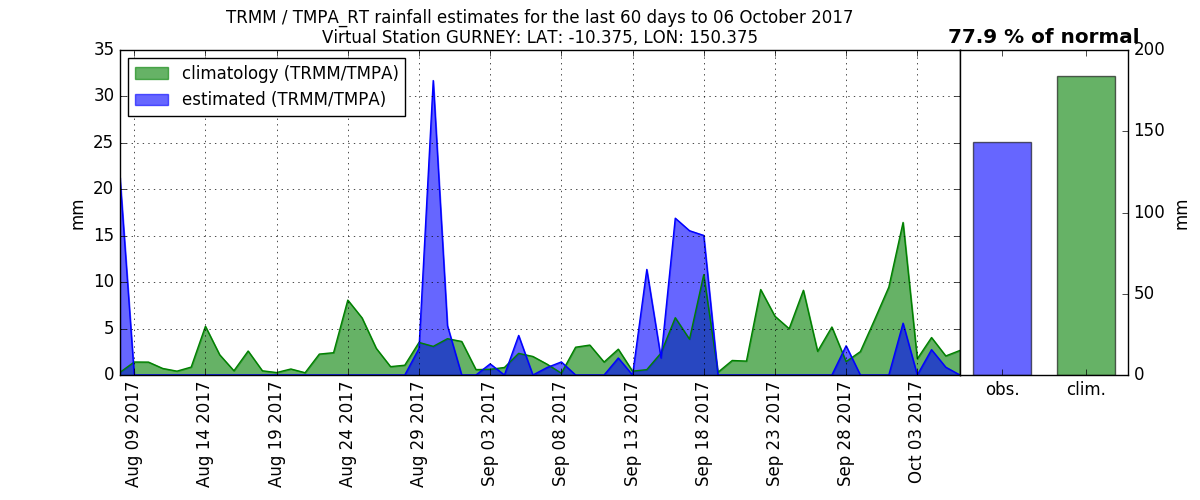 TRMM / TMPA_RT rainfall estimates for the last 60 days to 06 October 2017
Virtual Station GURNEY: LAT: -10.375, LON: 150.375
77.9 % of normal
climatology (TRMM/TMPA)
estimated (TRMM/TMPA)
mm
35
30
25
20
15
10
5
0
Aug 09 2017
Aug 14 2017
Aug 19 2017
Aug 24 2017
Aug 29 2017
Sep 03 2017
Sep 08 2017
Sep 13 2017
Sep 18 2017
Sep 23 2017
Sep 28 2017
Oct 03 2017
obs.
clim.
200
150
100
50
0
mm